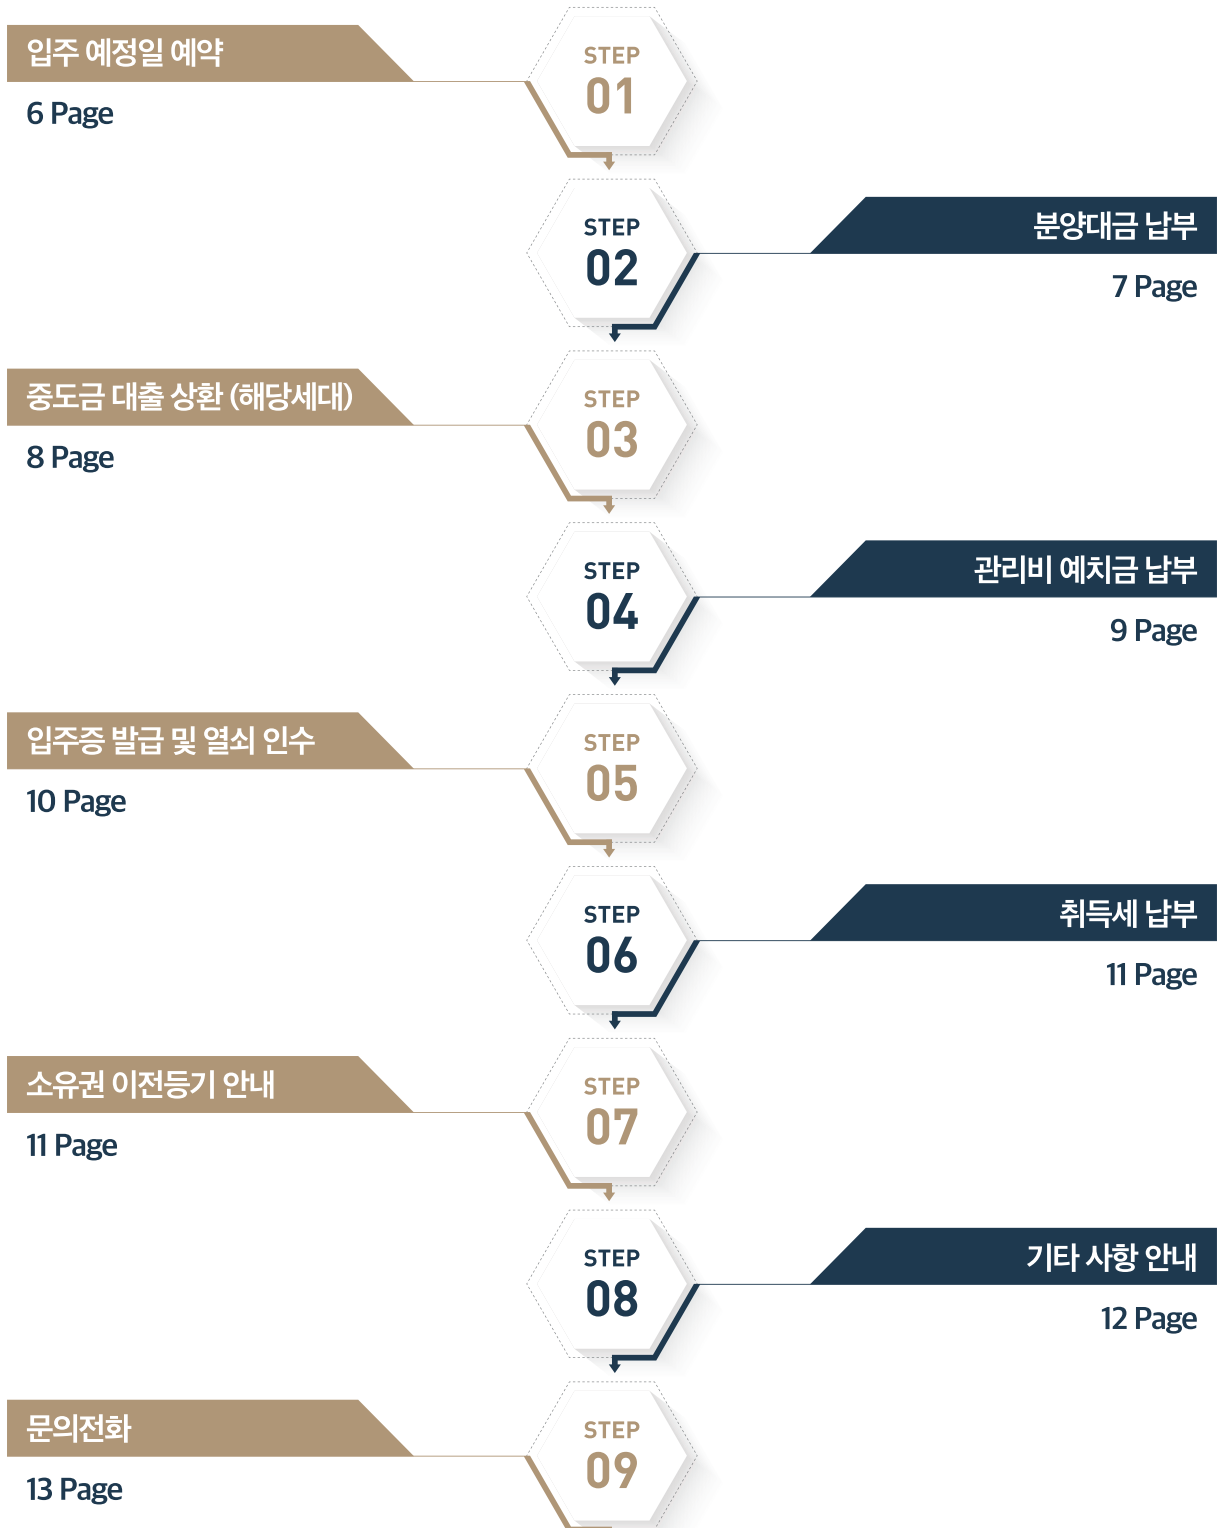 입주 예정일 예약
6 Page
STEP
01
STEP
02
분양대금 납부
7 Page
중도금 대출 상환 (해당세대)
8 Page
STEP
03
STEP
04
관리비 예치금 납부
9 Page
입주증 발급 및 열쇠 인수
10 Page
STEP
05
STEP
06
취득세 납부
11 Page
소유권 이전등기 안내
11 Page
STEP
07
STEP
08
기타 사항 안내
12 Page
문의전화
13 Page
STEP
09